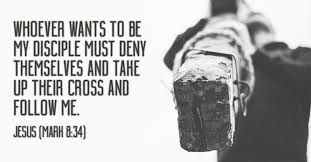 WHOEVER WANTS TO BE
MY DISCIPLE MUST DENY
THEMSELVES AND TAKE
UP THEIR CROSS AND
FOLLOW ME.
JESUS (MARK 8:34)